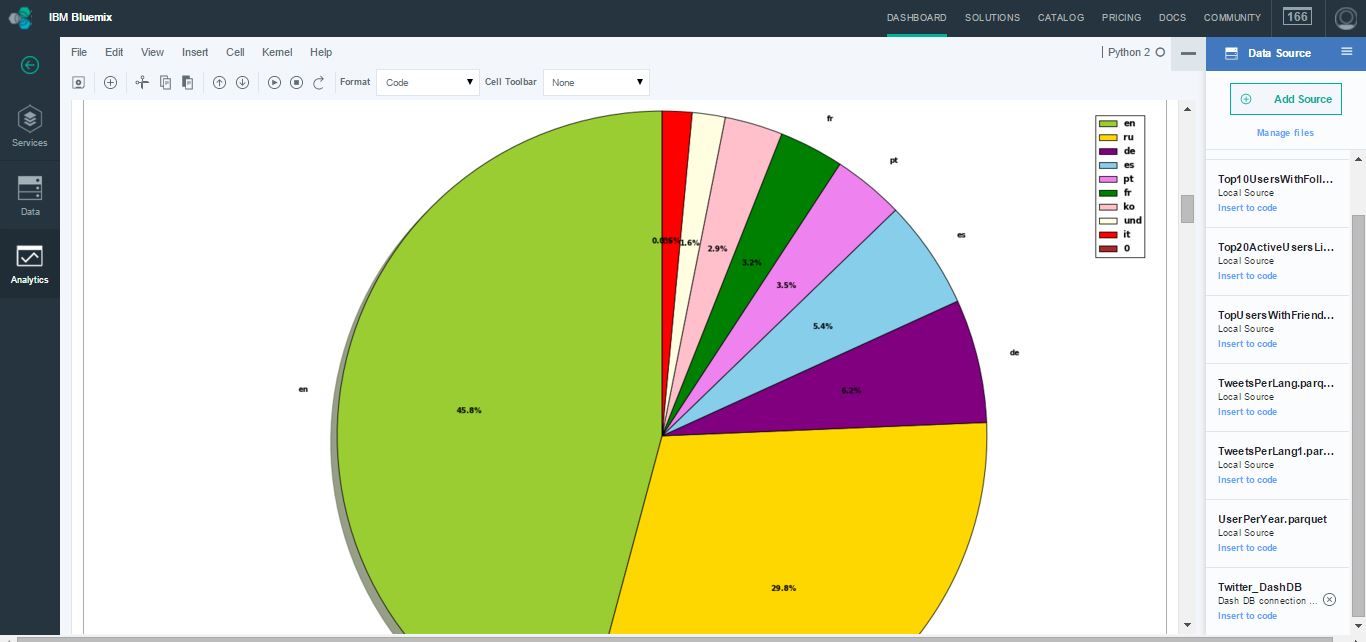 IBM Bluemix
DASHBOARD SOLUTIONS CATALOG PRICING DOCS COMMUNITY 166
File Edit View Insert Cell Kernel Help
Python 2
Format Code Cell Toolbar None
Services
Data
Analytics
fr
pt
es
de
en
1.6%
2.9%
3.2%
3.5%
5.4%
6.2%
45.8%
29.8%
en
ru
de
es
pt
fr
ko
und
it
0
Data Source
Add Source
Manage files
Top10UsersWithFoll...
Local Source
Insert to code
Top20ActiveUsersLi...
Local Source
Insert to code
TopUsersWithFriend...
Local Source
Insert to code
TweetsPerLang.parq...
Local Source
Insert to code
TweetsPerLang1.par...
Local Source
Insert to code
UserPerYear.parquet
Local Source
Insert to code
Twitter_DashDB
Dash DB connection ...
Insert to code